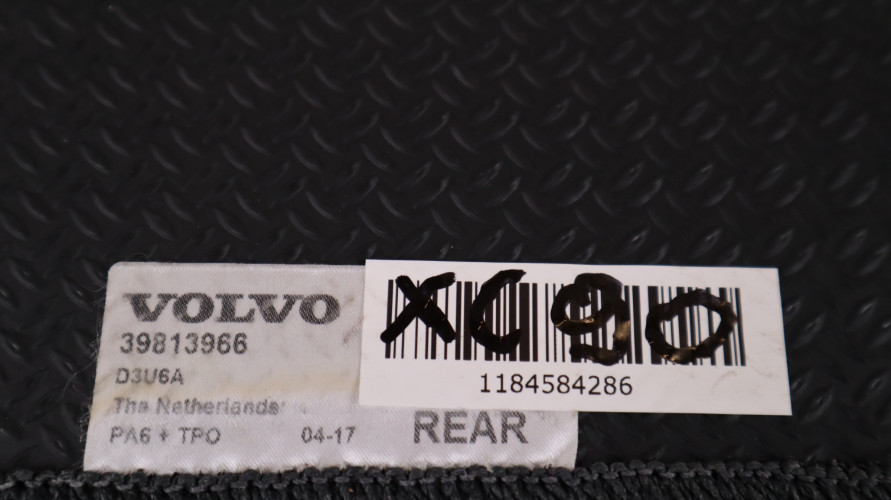 VOLVO
39813966
D3U6A
The Netherlands
PA6 + TPO 04-17 REAR
XC90
1184584286